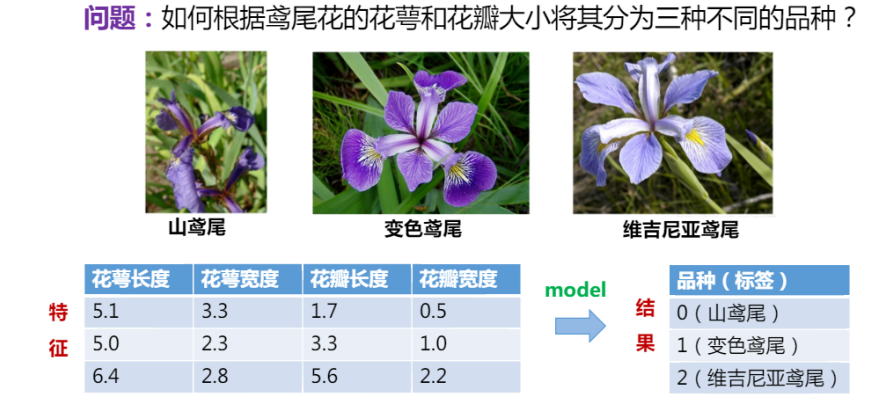 问题：如何根据鸢尾花的花萼和花瓣大小将其分为三种不同的品种？
山鸢尾
变色鸢尾
维吉尼亚鸢尾
花萼长度 花萼宽度 花瓣长度 花瓣宽度
5.1 3.3 1.7 0.5
5.0 2.3 3.3 1.0
6.4 2.8 5.6 2.2
特征
model
结果
品种（标签）
0（山鸢尾）
1（变色鸢尾）
2（维吉尼亚鸢尾）